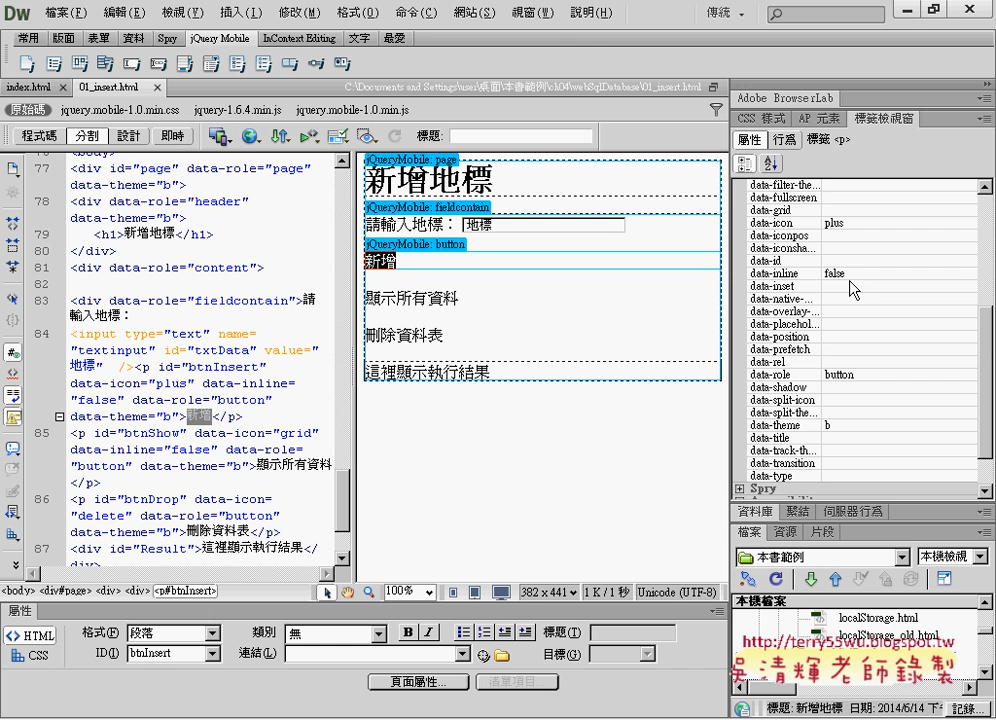 Dw 檔案(F) 編輯(E) 檢視(V) 插入(I) 修改(M) 格式(O) 命令(C) 網站(S) 視窗(W) 說明(H) 傳統
常用 版面 表單 資料 Spry jQuery Mobile InContext Editing 文字 最愛
index.html 01_insert.html C:\Documents and Settings\user\桌面\本書範例\ch04\webSqlDatabase\01_insert.html
原始碼 jquery.mobile-1.0.min.css jquery-1.6.4.min.js jquery.mobile-1.0.min.js
程式碼 分割 設計 即時 標題:
<body>
77 <div id="page" data-role="page"
data-theme="b">
78 <div data-role="header"
data-theme="b">
79 <h1>新增地標</h1>
80 </div>
81 <div data-role="content">
82
83 <div data-role="fieldcontain">請
輸入地標：
84 <input type="text" name=
"textinput" id="txtData" value="
地標" /><p id="btnInsert"
data-icon="plus" data-inline=
"false" data-role="button"
data-theme="b">新增</p>
85 <p id="btnShow" data-icon="grid"
data-inline="false" data-role=
"button" data-theme="b">顯示所有資料
</p>
86 <p id="btnDrop" data-icon=
"delete" data-role="button"
data-theme="b">刪除資料表</p>
87 <div id="Result">這裡顯示執行結果</
div>
jQueryMobile: page
新增地標
jQueryMobile: fieldcontain
請輸入地標： 地標
jQueryMobile: button
新增
顯示所有資料
刪除資料表
這裡顯示執行結果
<body> <div#page> <div> <div> <p#btnInsert> 100% 382 x 441 1 K / 1 秒 Unicode (UTF-8)
屬性
<> HTML 格式(F) 段落 類別 無 B I 標題(T)
CSS ID(I) btnInsert 連結(L) 目標(G)
頁面屬性... 清單項目...
Adobe BrowserLab
CSS 樣式 AP 元素 標籤檢視窗
屬性 行為 標籤 <p>
data-filter-the...
data-fullscreen
data-grid
data-icon plus
data-iconpos
data-iconsha...
data-id
data-inline false
data-inset
data-native-...
data-overlay-...
data-placehol...
data-position
data-prefetch
data-rel
data-role button
data-shadow
data-split-icon
data-split-the...
data-theme b
data-title
data-track-th...
data-transition
data-type
Spry
資料庫 繫結 伺服器行為
檔案 資源 片段
本書範例 本機檢視
本機檔案
localStorage.html
localStorage_old.html
http://terry55wu.blogspot.tw
吳清輝老師錄製
標題: 新增地標 日期: 2014/6/14 下午 記錄...